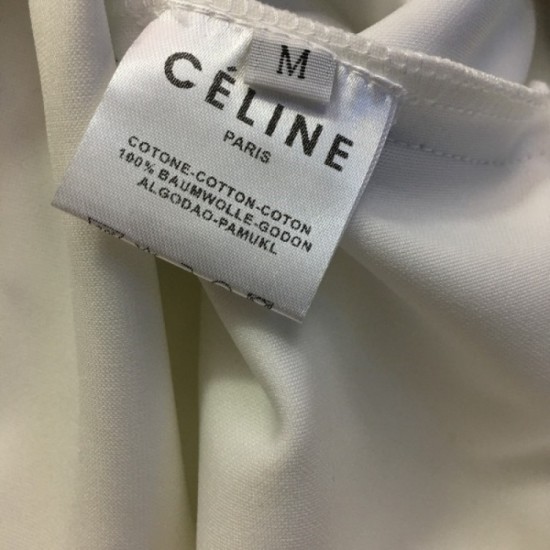 M
CÉLINE
PARIS
COTONE-COTTON-COTON
100% BAUMWOLLE-GODON
ALGODAO-PAMUKL